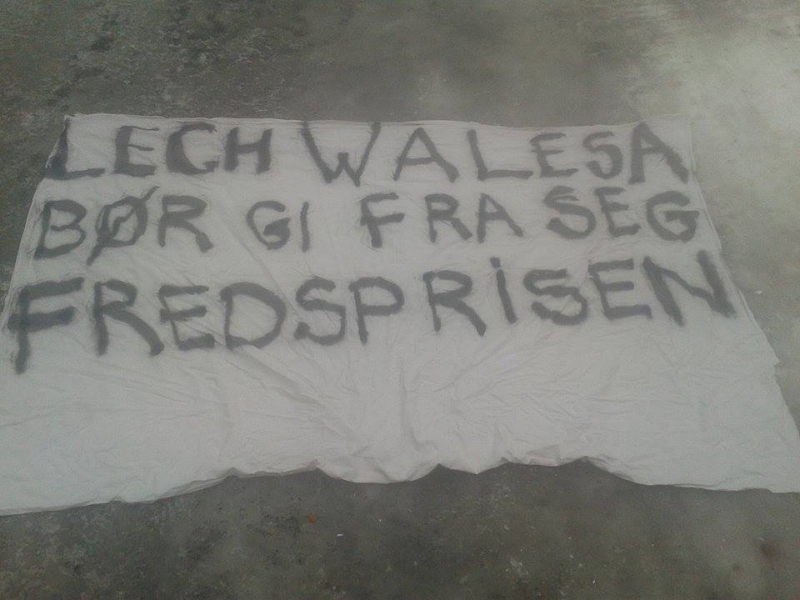 LECH WALESA
BØR GI FRA SEG
FREDSPRISEN